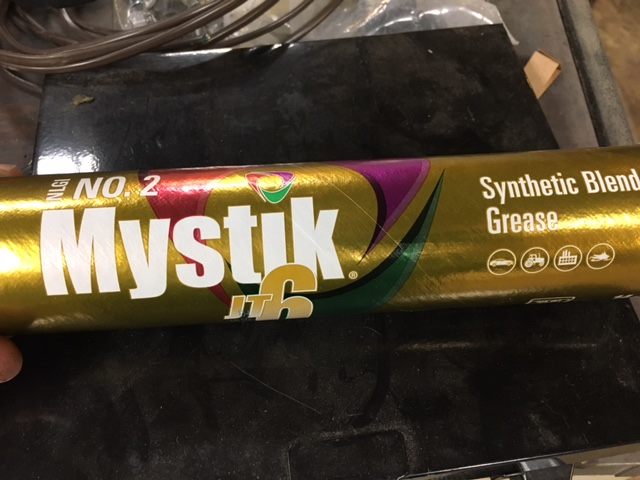 NLGI NO. 2
Mystik®
JT6
Synthetic Blend
Grease